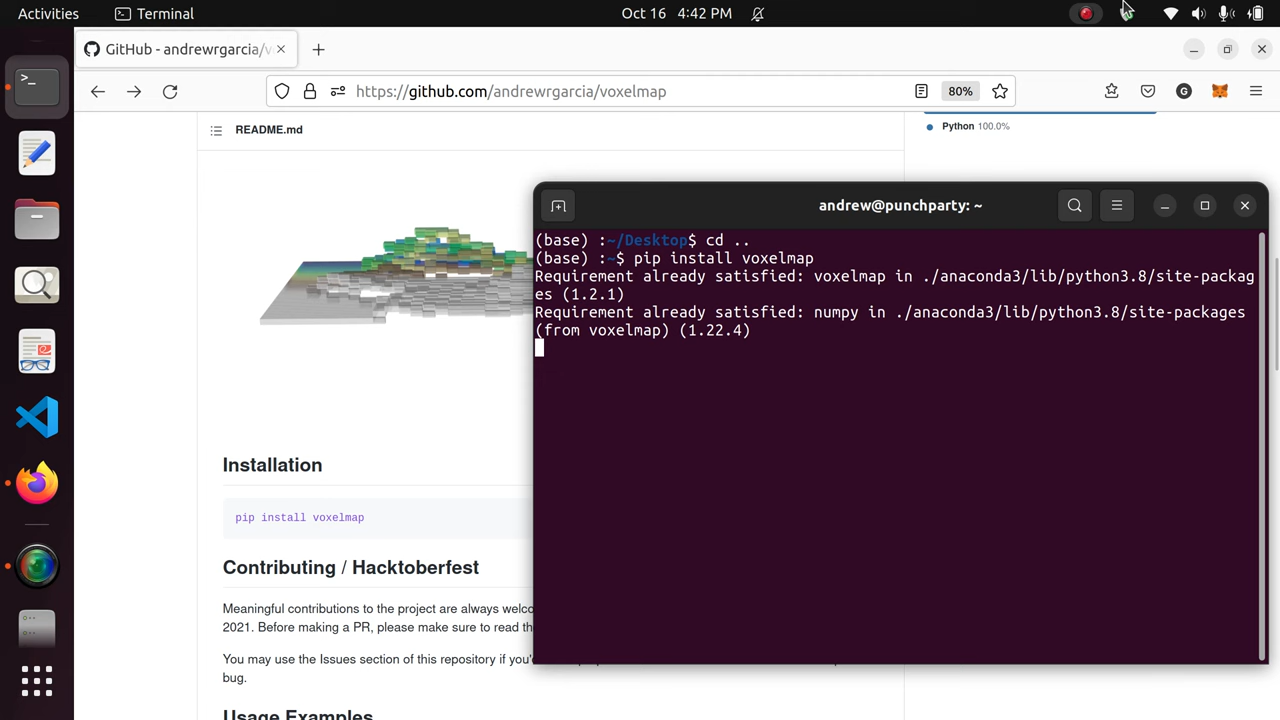 Activities
Terminal
Oct 16 4:42 PM
GitHub - andrewrgarcia/v
https://github.com/andrewrgarcia/voxelmap
80%
G
README.md
Python 100.0%
andrew@punchparty: ~
(base) :~/Desktop$ cd ..
(base) :~$ pip install voxelmap
Requirement already satisfied: voxelmap in ./anaconda3/lib/python3.8/site-packag
es (1.2.1)
Requirement already satisfied: numpy in ./anaconda3/lib/python3.8/site-packages
(from voxelmap) (1.22.4)
Installation
pip install voxelmap
Contributing / Hacktoberfest
Meaningful contributions to the project are always welco
2021. Before making a PR, please make sure to read th
You may use the Issues section of this repository if you'
bug.
Usage Examples